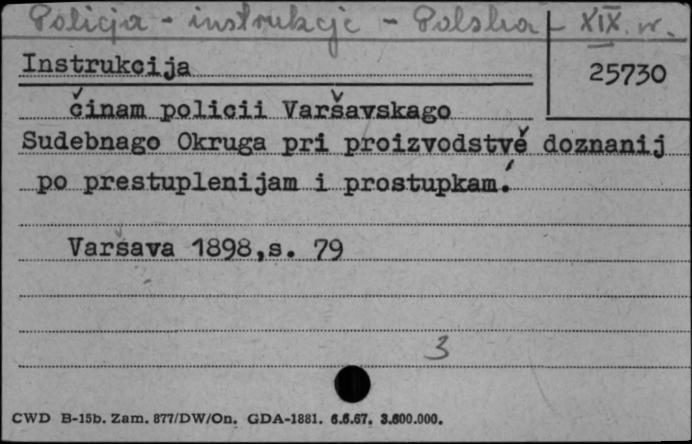 Policja - instrukcje - Polska - XIX w.
Instrukcija
25730
činam policii Varšavskago
Sudebnago Okruga pri proizvodstvě doznanij
po prestuplenijam i prostupkam.
Varšava 1898,s. 79
3
CWD B-15b. Zam. 877/DW/On. GDA-1881. 6.6.67. 3.600.000.